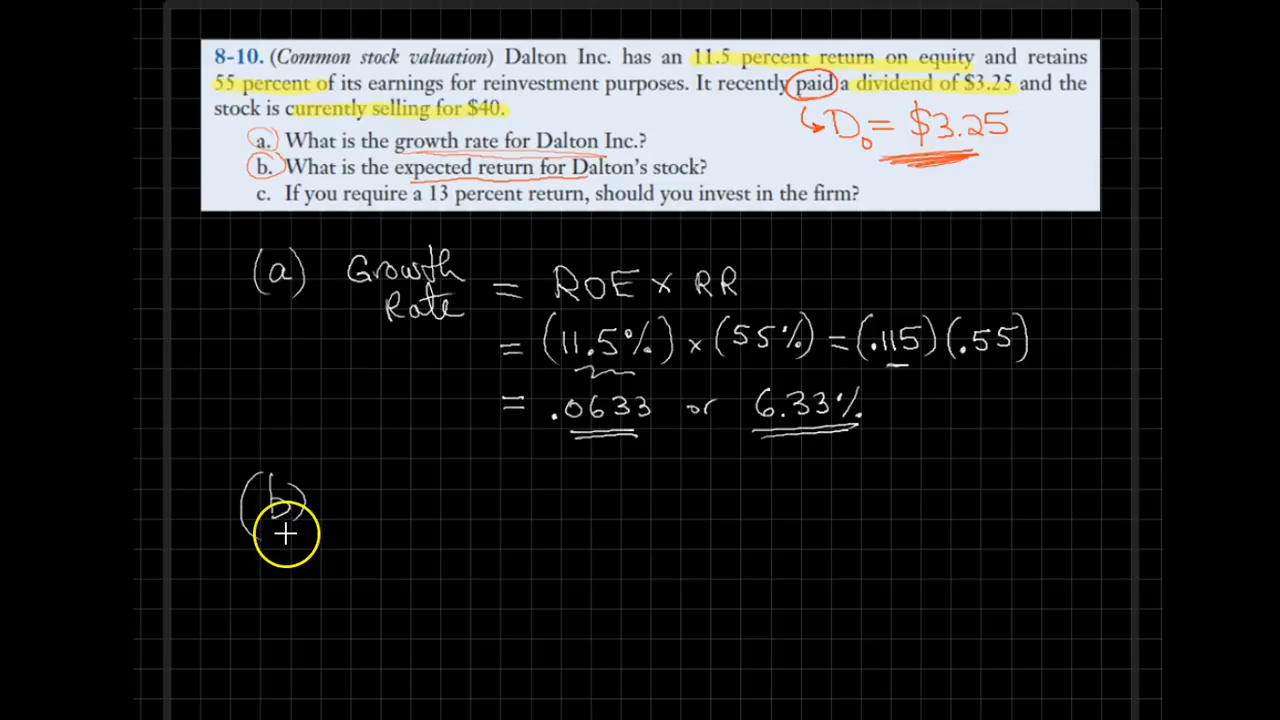 8-10. (Common stock valuation) Dalton Inc. has an 11.5 percent return on equity and retains
55 percent of its earnings for reinvestment purposes. It recently paid a dividend of $3.25 and the
stock is currently selling for $40.
↳ D₀ = $3.25
a. What is the growth rate for Dalton Inc.?
b. What is the expected return for Dalton's stock?
c. If you require a 13 percent return, should you invest in the firm?
(a) Growth Rate = ROE × RR
= (11.5%) × (55%) = (.115)(.55)
= .0633 or 6.33%
(b)